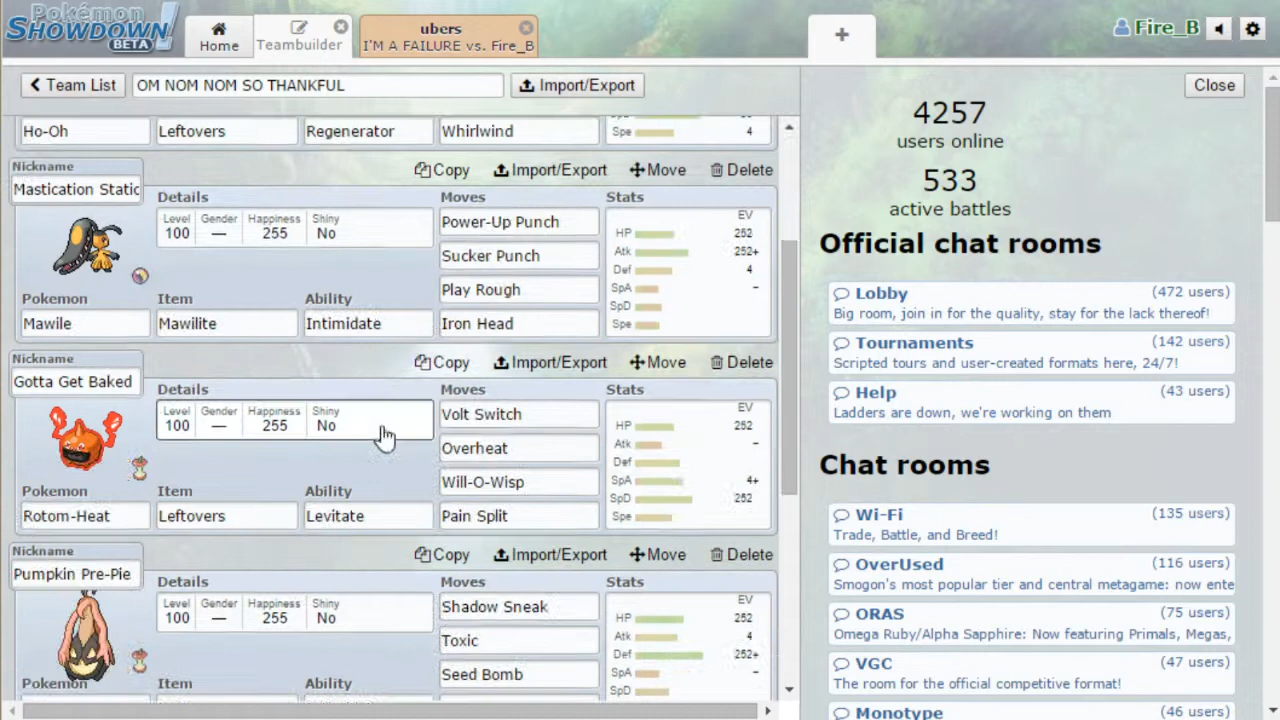 Pokémon
SHOWDOWN!
BETA
Home
Teambuilder
ubers
I'M A FAILURE vs. Fire_B
+
Fire_B
Team List
OM NOM NOM SO THANKFUL
Import/Export
Close
Ho-Oh
Leftovers
Regenerator
Whirlwind
Spe 4
Nickname
Mastication Static
Copy
Import/Export
Move
Delete
Details
Moves
Stats
Level
Gender
Happiness
Shiny
100
—
255
No
Power-Up Punch
Sucker Punch
Play Rough
Iron Head
EV
HP 252
Atk 252+
Def 4
SpA −
SpD
Spe
Pokemon
Item
Ability
Mawile
Mawilite
Intimidate
Nickname
Gotta Get Baked
Copy
Import/Export
Move
Delete
Details
Moves
Stats
Level
Gender
Happiness
Shiny
100
—
255
No
Volt Switch
Overheat
Will-O-Wisp
Pain Split
EV
HP 252
Atk −
Def
SpA 4+
SpD 252
Spe
Pokemon
Item
Ability
Rotom-Heat
Leftovers
Levitate
Nickname
Pumpkin Pre-Pie
Copy
Import/Export
Move
Delete
Details
Moves
Stats
Level
Gender
Happiness
Shiny
100
—
255
No
Shadow Sneak
Toxic
Seed Bomb
EV
HP 252
Atk 4
Def 252+
SpA −
SpD
Pokemon
Item
Ability
4257
users online
533
active battles
Official chat rooms
Lobby (472 users)
Big room, join in for the quality, stay for the lack thereof!
Tournaments (142 users)
Scripted tours and user-created formats here, 24/7!
Help (43 users)
Ladders are down, we're working on them
Chat rooms
Wi-Fi (135 users)
Trade, Battle, and Breed!
OverUsed (116 users)
Smogon's most popular tier and central metagame: now ente
ORAS (75 users)
Omega Ruby/Alpha Sapphire: Now featuring Primals, Megas,
VGC (47 users)
The room for the official competitive format!
Monotype (46 users)